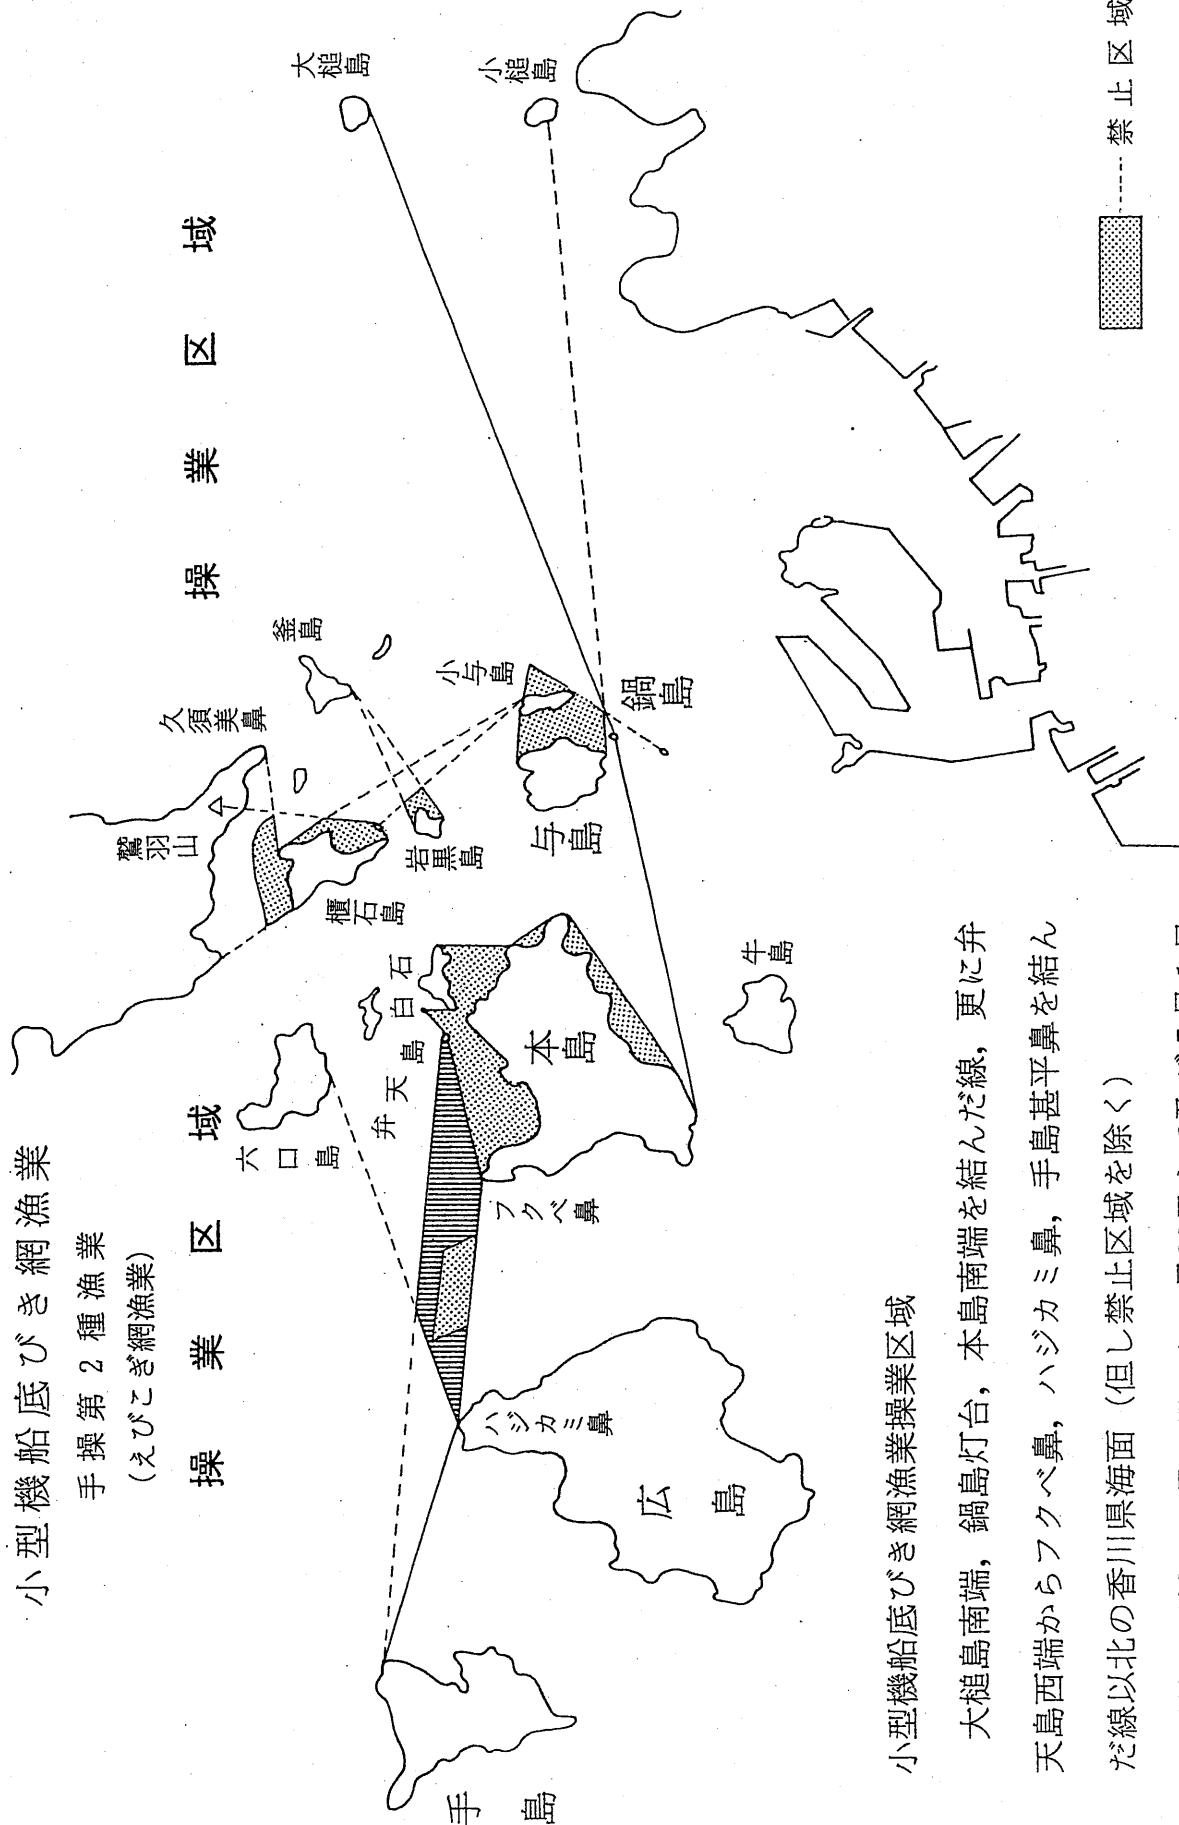 小型機船底びき網漁業
手操第2種漁業
(えびこぎ網漁業)
操業区域
操業区域
大槌島
小槌島
釜島
久須美鼻
鷲羽山
櫃石島
岩黒島
小与島
与島
鍋島
六口島
弁天島
白石
本島
牛島
フクベ鼻
ハジカミ鼻
広島
手島
小型機船底びき網漁業操業区域
大槌島南端,鍋島灯台,本島南端を結んだ線,更に弁
天島西端からフクベ鼻,ハジカミ鼻,手島甚平鼻を結ん
だ線以北の香川県海面(但し禁止区域を除く)
禁止区域